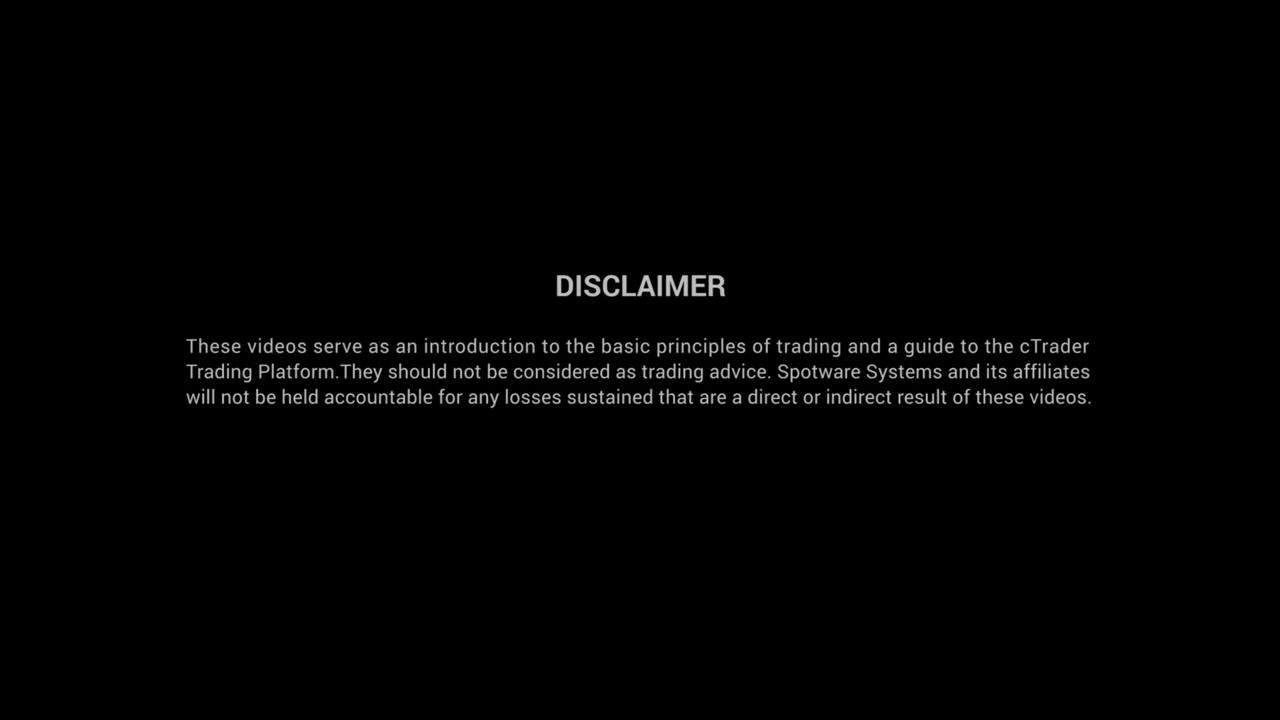 DISCLAIMER
These videos serve as an introduction to the basic principles of trading and a guide to the cTrader
Trading Platform.They should not be considered as trading advice. Spotware Systems and its affiliates
will not be held accountable for any losses sustained that are a direct or indirect result of these videos.